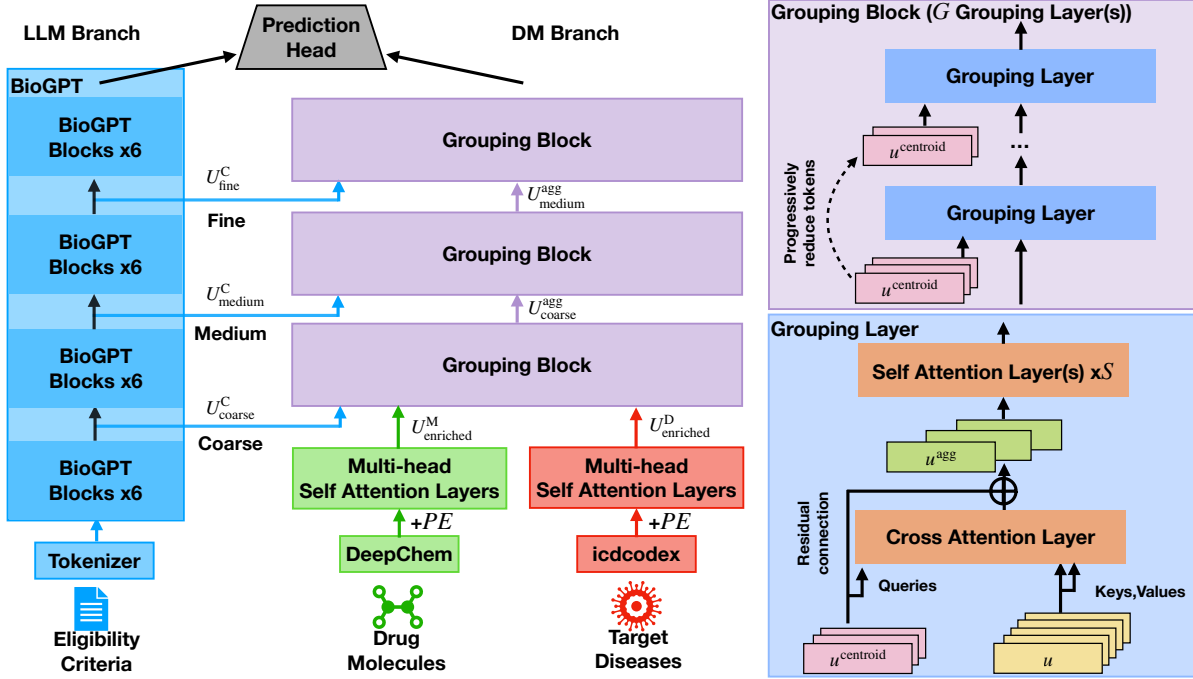 LLM Branch
Prediction
Head
DM Branch
BioGPT
BioGPT
Blocks x6
Grouping Block
U^C_fine
U^agg_medium
Fine
BioGPT
Blocks x6
Grouping Block
U^C_medium
U^agg_coarse
Medium
BioGPT
Blocks x6
Grouping Block
U^C_coarse
U^M_enriched
U^D_enriched
Coarse
BioGPT
Blocks x6
Multi-head
Self Attention Layers
Multi-head
Self Attention Layers
+PE
+PE
Tokenizer
DeepChem
icdcodex
Eligibility
Criteria
Drug
Molecules
Target
Diseases
Grouping Block (G Grouping Layer(s))
Grouping Layer
...
u^centroid
Progressively
reduce tokens
Grouping Layer
u^centroid
Grouping Layer
Self Attention Layer(s) xS
u^agg
Residual
connection
Cross Attention Layer
Queries
Keys,Values
u^centroid
u